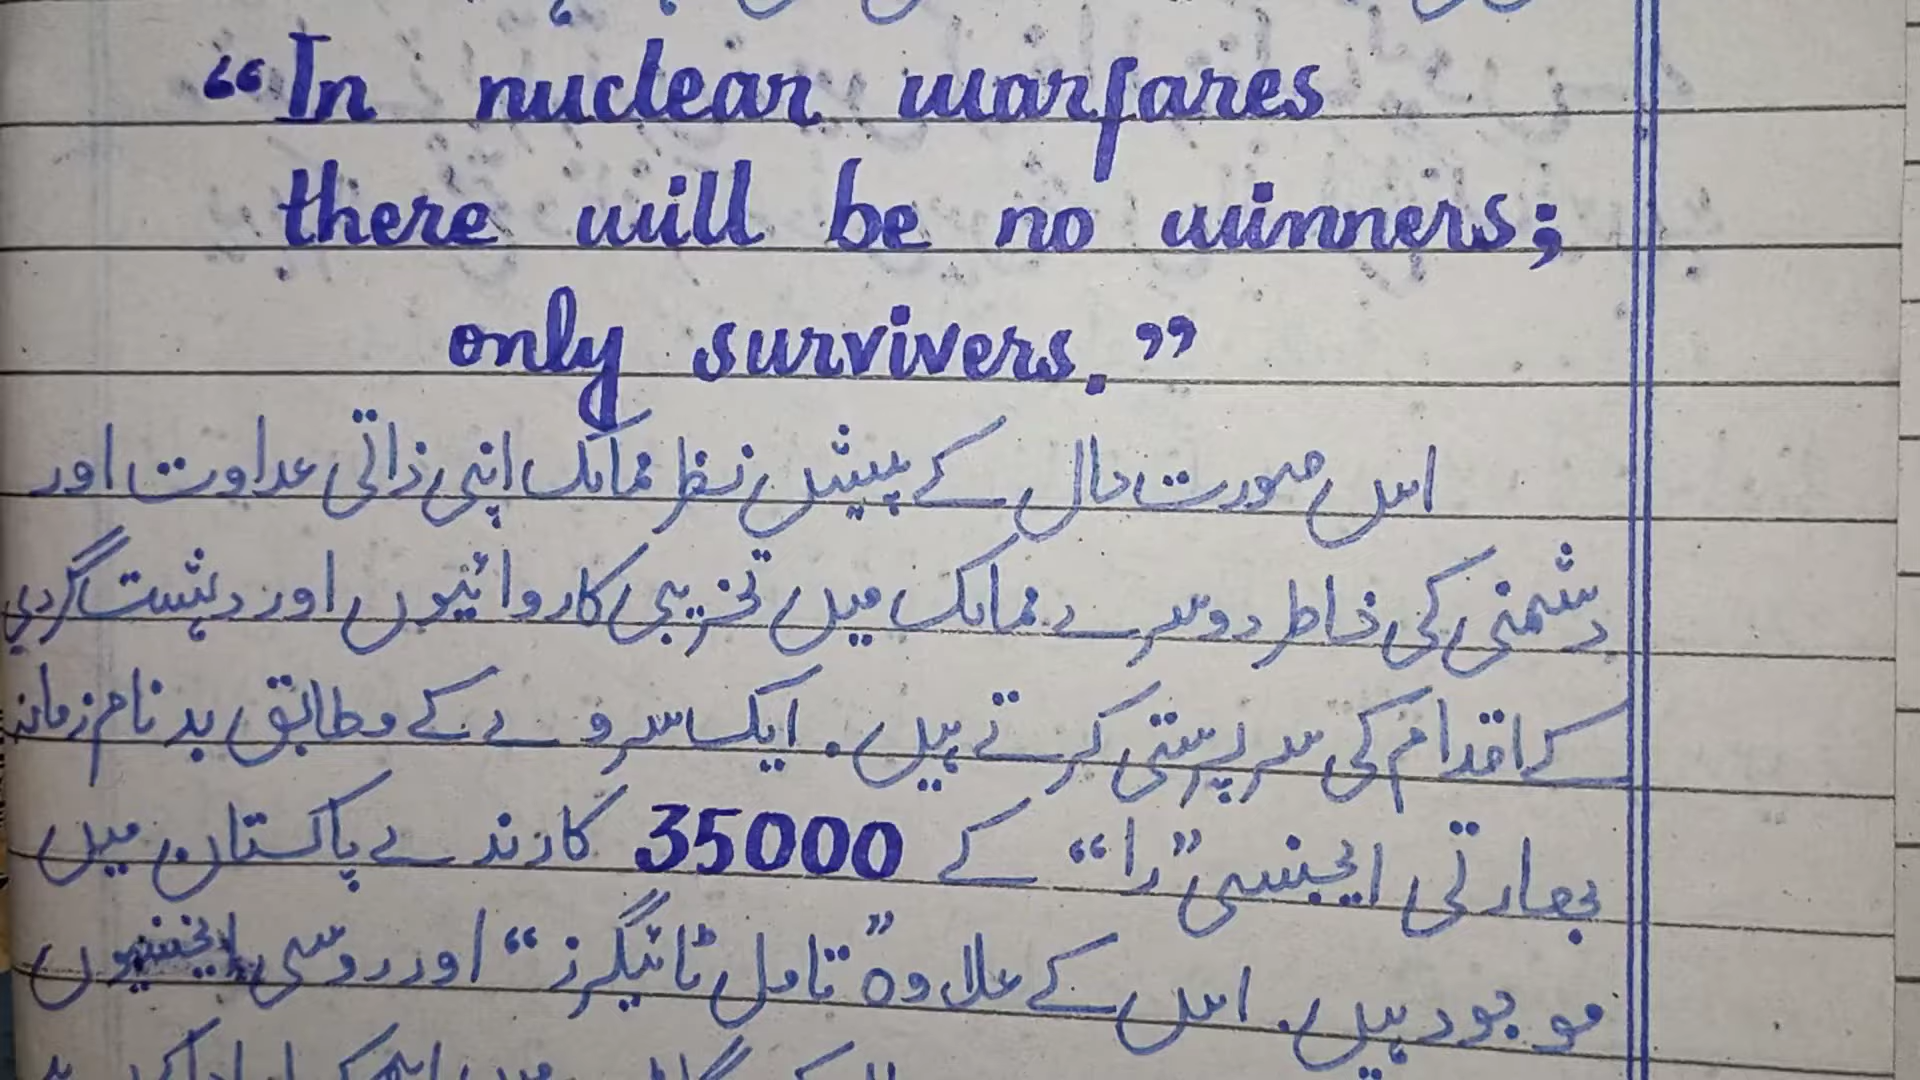 “In nuclear warfares
there will be no winners;
only survivers.”
اس صورت حال کے پیش نظر ممالک اپنی ذاتی عداوت اور
دشمنی کی خاطر دوسرے ممالک میں تخریبی کاروائیوں اور دہشت گردی
کے اقدام کی سرپرستی کرتے ہیں۔ ایک سروے کے مطابق بدنام زمانہ
بھارتی ایجنسی ”را“ کے 35000 کارندے پاکستان میں
موجود ہیں۔ اس کے علاوہ ”تامل ٹائیگرز“ اور روسی ایجنسیوں